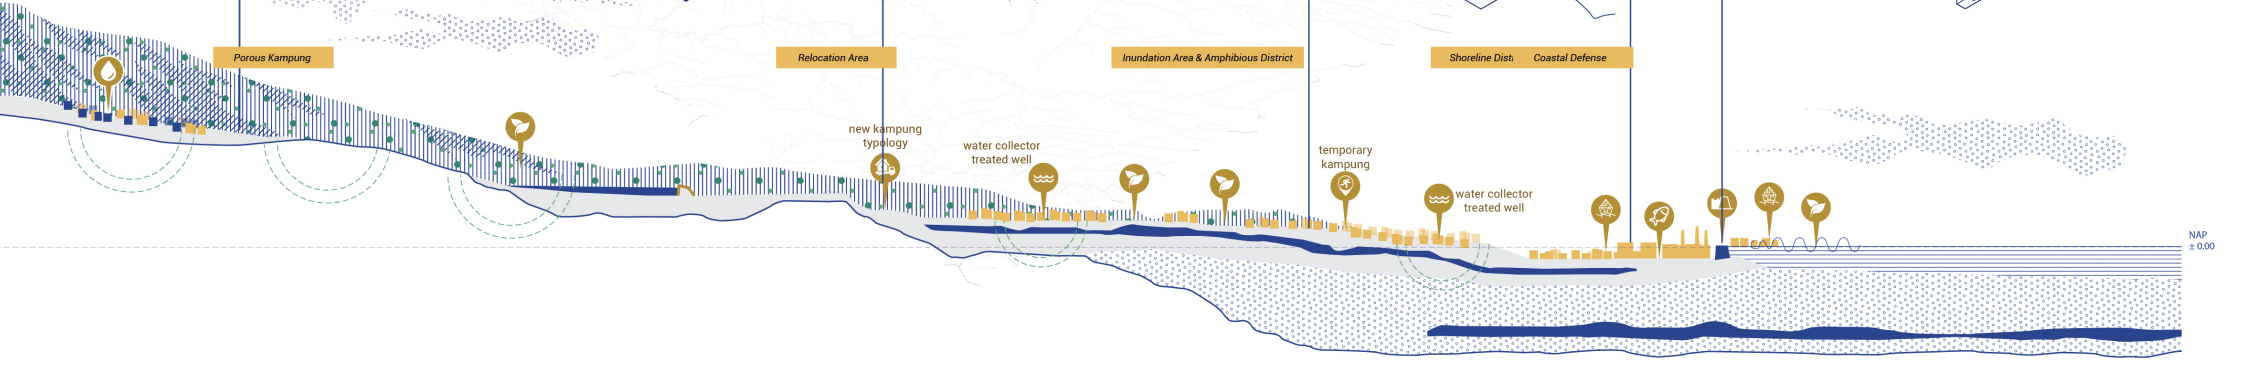 Porous Kampung
Relocation Area
Inundation Area & Amphibious District
Shoreline Disti
Coastal Defense
new kampung
typology
water collector
treated well
temporary
kampung
water collector
treated well
NAP
± 0.00